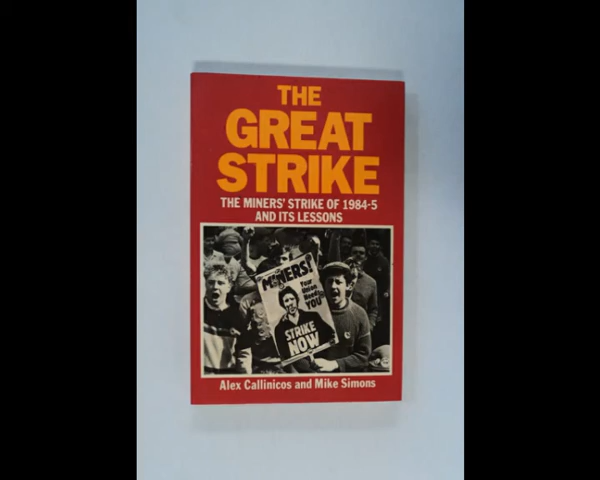 THE
GREAT
STRIKE
THE MINERS' STRIKE OF 1984-5
AND ITS LESSONS
MINERS!
Your
Union
Needs
YOU
STRIKE
NOW
Alex Callinicos and Mike Simons